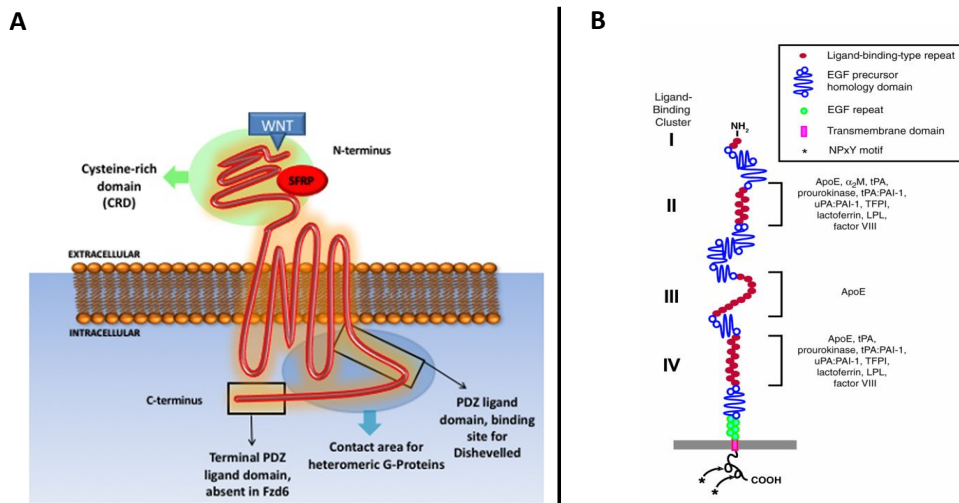 A
WNT
N-terminus
SFRP
Cysteine-rich
domain
(CRD)
EXTRACELLULAR
INTRACELLULAR
C-terminus
Terminal PDZ
ligand domain,
absent in Fzd6
Contact area for
heteromeric G-Proteins
PDZ ligand
domain, binding
site for
Dishevelled
B
Ligand-binding-type repeat
EGF precursor
homology domain
EGF repeat
Transmembrane domain
* NPxY motif
Ligand-
Binding
Cluster
NH2
I
II
ApoE, α2M, tPA,
prourokinase, tPA:PAI-1,
uPA:PAI-1, TFPI,
lactoferrin, LPL,
factor VIII
III
ApoE
IV
ApoE, tPA,
prourokinase, tPA:PAI-1,
uPA:PAI-1, TFPI,
lactoferrin, LPL,
factor VIII
COOH
*
*